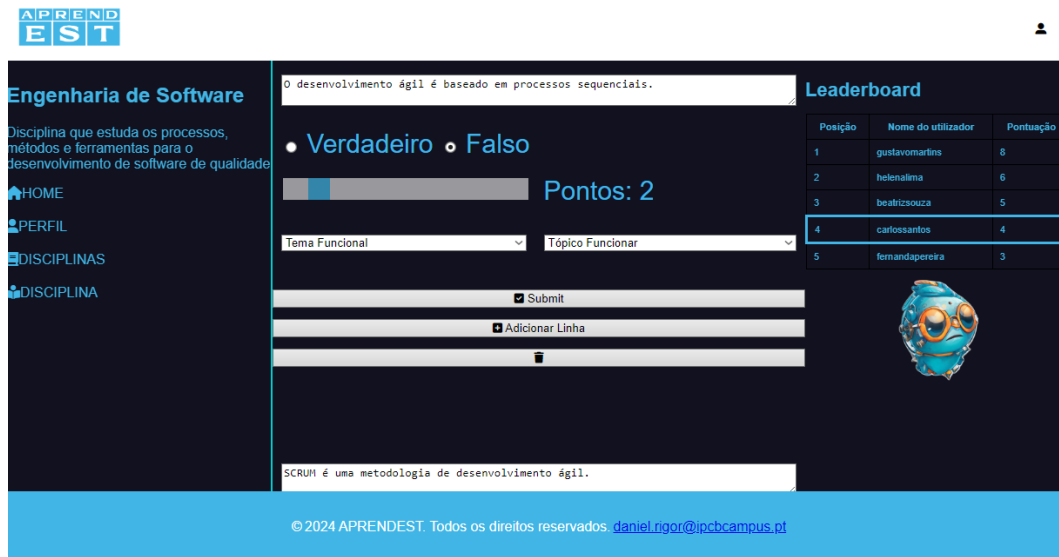 APREND
EST
Engenharia de Software
Disciplina que estuda os processos,
métodos e ferramentas para o
desenvolvimento de software de qualidade
HOME
PERFIL
DISCIPLINAS
DISCIPLINA
O desenvolvimento ágil é baseado em processos sequenciais.
Verdadeiro Falso
Pontos: 2
Tema Funcional Tópico Funcionar
Submit
Adicionar Linha
SCRUM é uma metodologia de desenvolvimento ágil.
Leaderboard
Posição Nome do utilizador Pontuação
1 gustavomartins 8
2 helenalima 6
3 beatrizsouza 5
4 carlossantos 4
5 fernandapereira 3
© 2024 APRENDEST. Todos os direitos reservados. daniel.rigor@ipcbcampus.pt